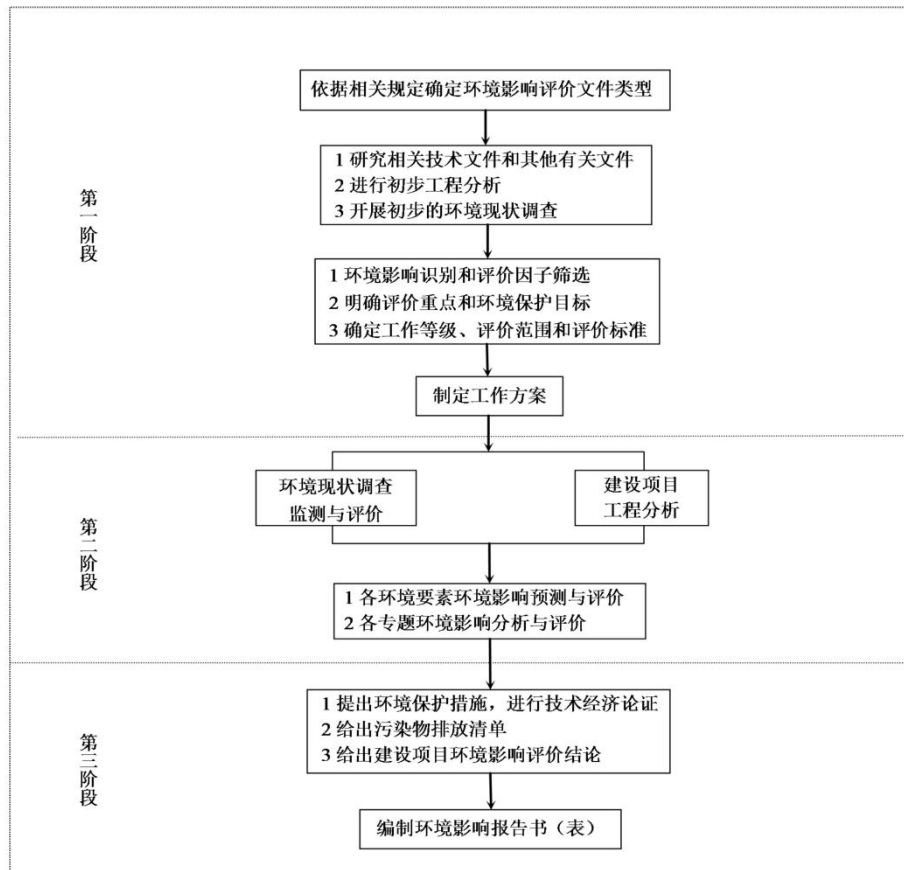 依据相关规定确定环境影响评价文件类型
1 研究相关技术文件和其他有关文件
2 进行初步工程分析
3 开展初步的环境现状调查
第一阶段
1 环境影响识别和评价因子筛选
2 明确评价重点和环境保护目标
3 确定工作等级、评价范围和评价标准
制定工作方案
环境现状调查
监测与评价
建设项目
工程分析
第二阶段
1 各环境要素环境影响预测与评价
2 各专题环境影响分析与评价
1 提出环境保护措施，进行技术经济论证
2 给出污染物排放清单
3 给出建设项目环境影响评价结论
第三阶段
编制环境影响报告书（表）